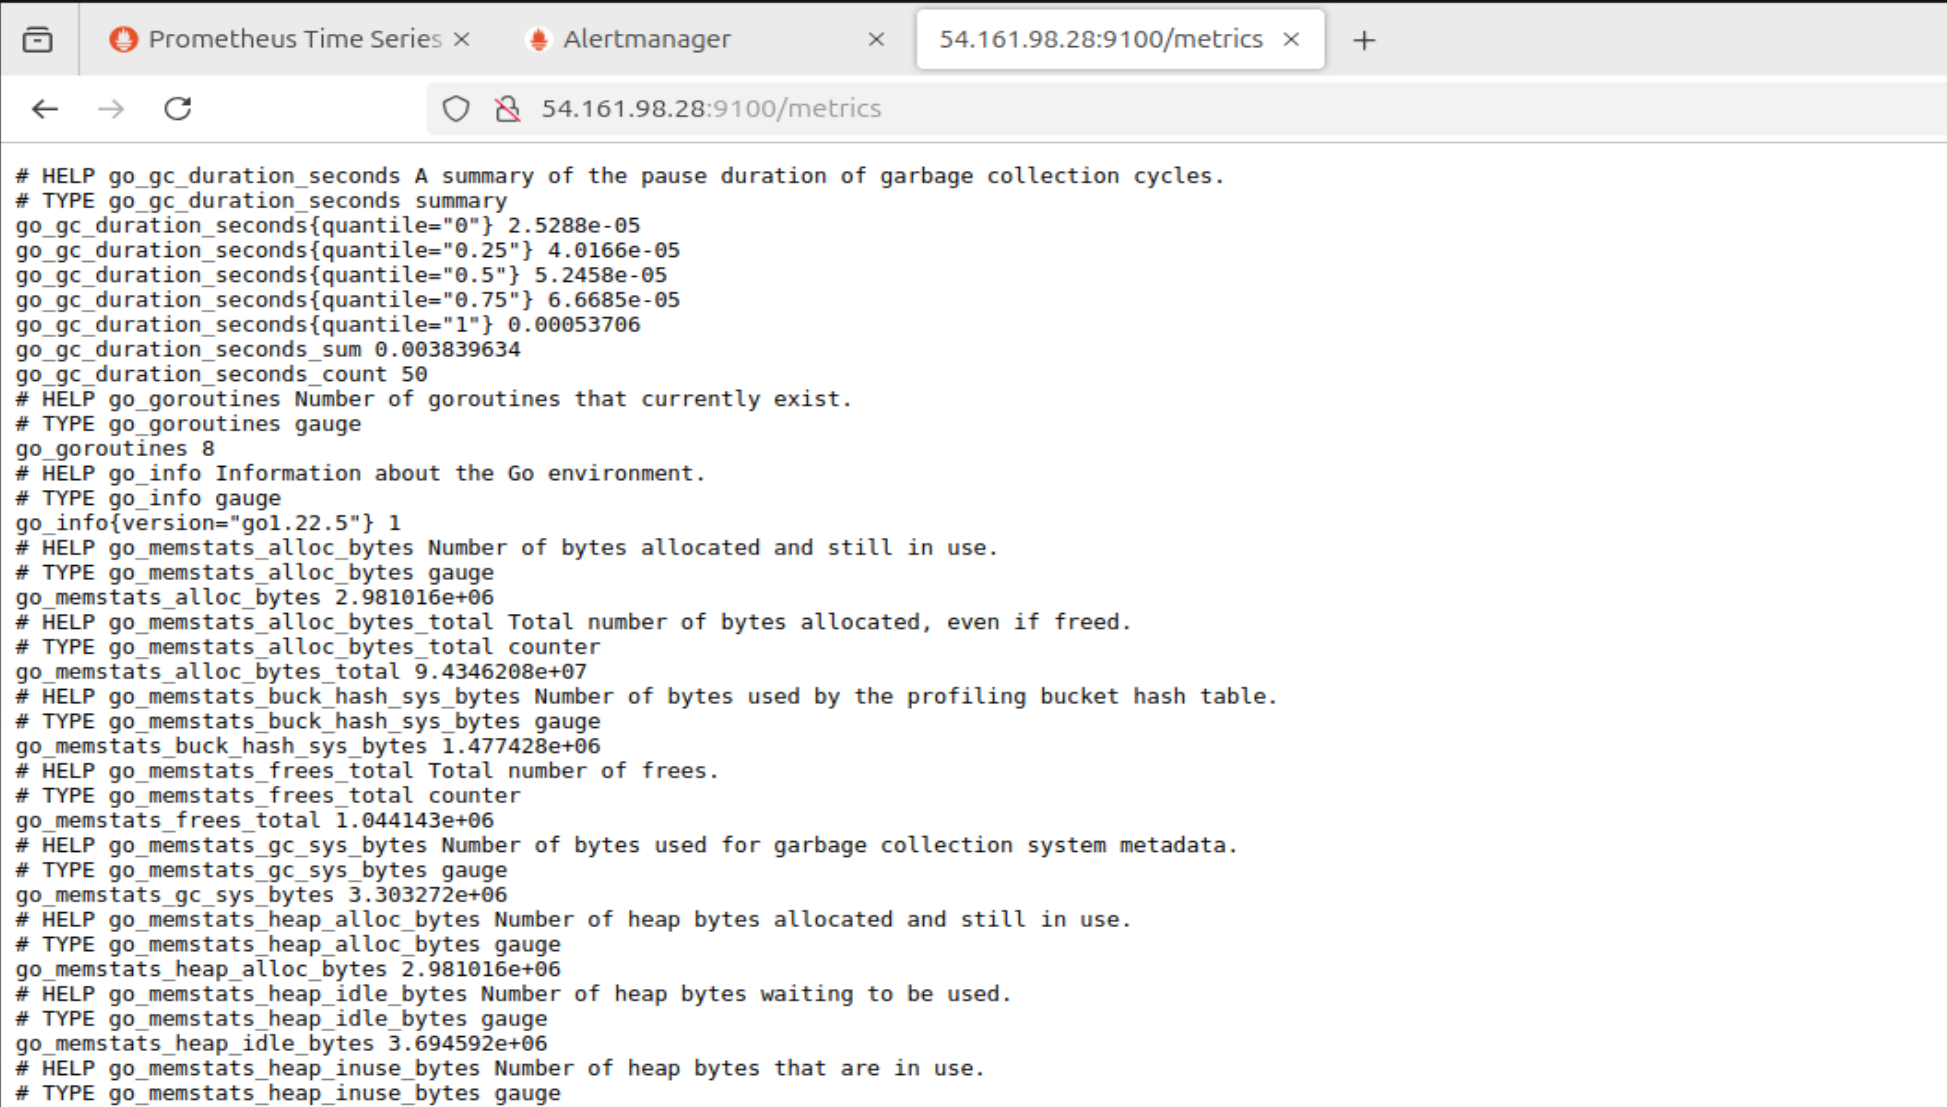 Prometheus Time Series
Alertmanager
54.161.98.28:9100/metrics
54.161.98.28:9100/metrics
# HELP go_gc_duration_seconds A summary of the pause duration of garbage collection cycles.
# TYPE go_gc_duration_seconds summary
go_gc_duration_seconds{quantile="0"} 2.5288e-05
go_gc_duration_seconds{quantile="0.25"} 4.0166e-05
go_gc_duration_seconds{quantile="0.5"} 5.2458e-05
go_gc_duration_seconds{quantile="0.75"} 6.6685e-05
go_gc_duration_seconds{quantile="1"} 0.00053706
go_gc_duration_seconds_sum 0.003839634
go_gc_duration_seconds_count 50
# HELP go_goroutines Number of goroutines that currently exist.
# TYPE go_goroutines gauge
go_goroutines 8
# HELP go_info Information about the Go environment.
# TYPE go_info gauge
go_info{version="go1.22.5"} 1
# HELP go_memstats_alloc_bytes Number of bytes allocated and still in use.
# TYPE go_memstats_alloc_bytes gauge
go_memstats_alloc_bytes 2.981016e+06
# HELP go_memstats_alloc_bytes_total Total number of bytes allocated, even if freed.
# TYPE go_memstats_alloc_bytes_total counter
go_memstats_alloc_bytes_total 9.4346208e+07
# HELP go_memstats_buck_hash_sys_bytes Number of bytes used by the profiling bucket hash table.
# TYPE go_memstats_buck_hash_sys_bytes gauge
go_memstats_buck_hash_sys_bytes 1.477428e+06
# HELP go_memstats_frees_total Total number of frees.
# TYPE go_memstats_frees_total counter
go_memstats_frees_total 1.044143e+06
# HELP go_memstats_gc_sys_bytes Number of bytes used for garbage collection system metadata.
# TYPE go_memstats_gc_sys_bytes gauge
go_memstats_gc_sys_bytes 3.303272e+06
# HELP go_memstats_heap_alloc_bytes Number of heap bytes allocated and still in use.
# TYPE go_memstats_heap_alloc_bytes gauge
go_memstats_heap_alloc_bytes 2.981016e+06
# HELP go_memstats_heap_idle_bytes Number of heap bytes waiting to be used.
# TYPE go_memstats_heap_idle_bytes gauge
go_memstats_heap_idle_bytes 3.694592e+06
# HELP go_memstats_heap_inuse_bytes Number of heap bytes that are in use.
# TYPE go_memstats_heap_inuse_bytes gauge